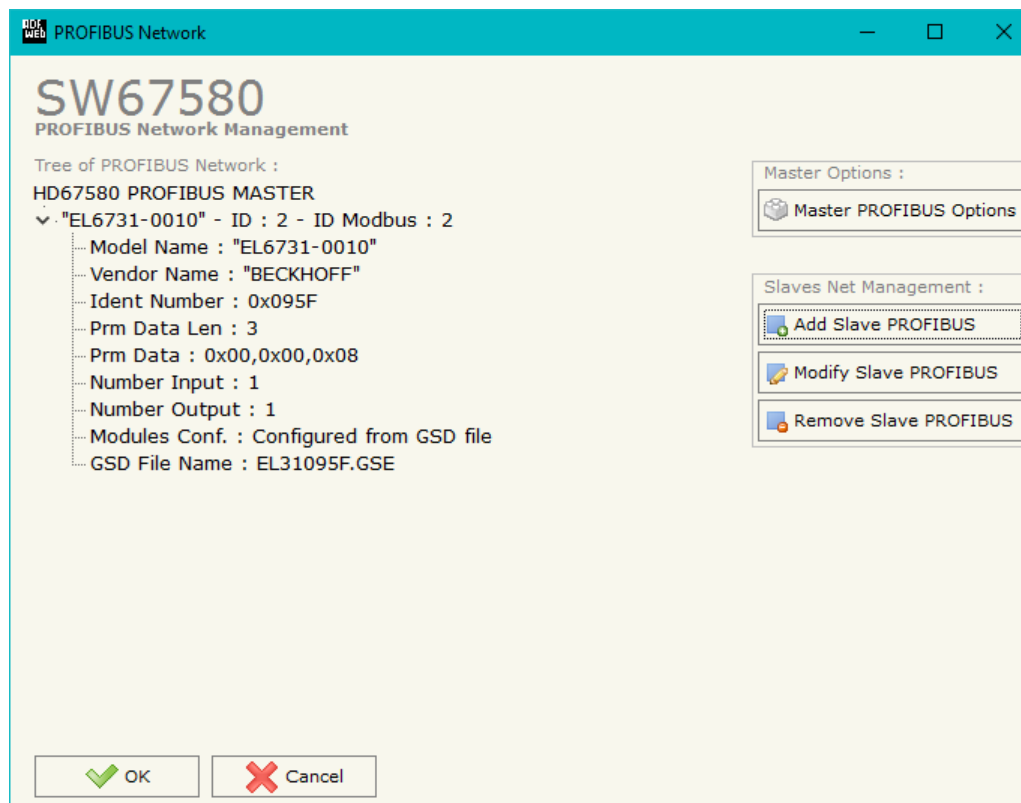 ADF
WEB
PROFIBUS Network
SW67580
PROFIBUS Network Management
Tree of PROFIBUS Network :
HD67580 PROFIBUS MASTER
"EL6731-0010" - ID : 2 - ID Modbus : 2
Model Name : "EL6731-0010"
Vendor Name : "BECKHOFF"
Ident Number : 0x095F
Prm Data Len : 3
Prm Data : 0x00,0x00,0x08
Number Input : 1
Number Output : 1
Modules Conf. : Configured from GSD file
GSD File Name : EL31095F.GSE
Master Options :
Master PROFIBUS Options
Slaves Net Management :
Add Slave PROFIBUS
Modify Slave PROFIBUS
Remove Slave PROFIBUS
OK
Cancel